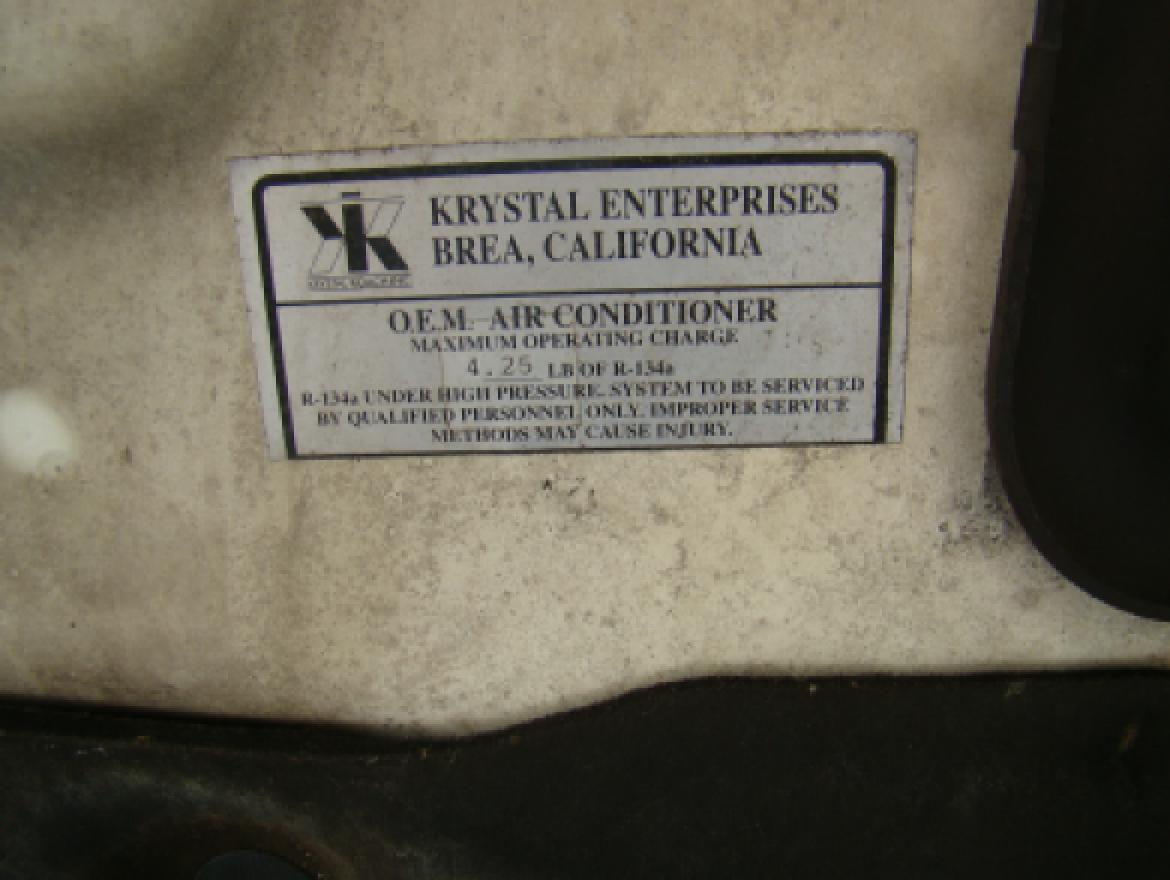 KRYSTAL ENTERPRISES
BREA, CALIFORNIA
O.E.M. AIR CONDITIONER
MAXIMUM OPERATING CHARGE
4.25 LB OF R-134a
R-134a UNDER HIGH PRESSURE. SYSTEM TO BE SERVICED
BY QUALIFIED PERSONNEL ONLY. IMPROPER SERVICE
METHODS MAY CAUSE INJURY.